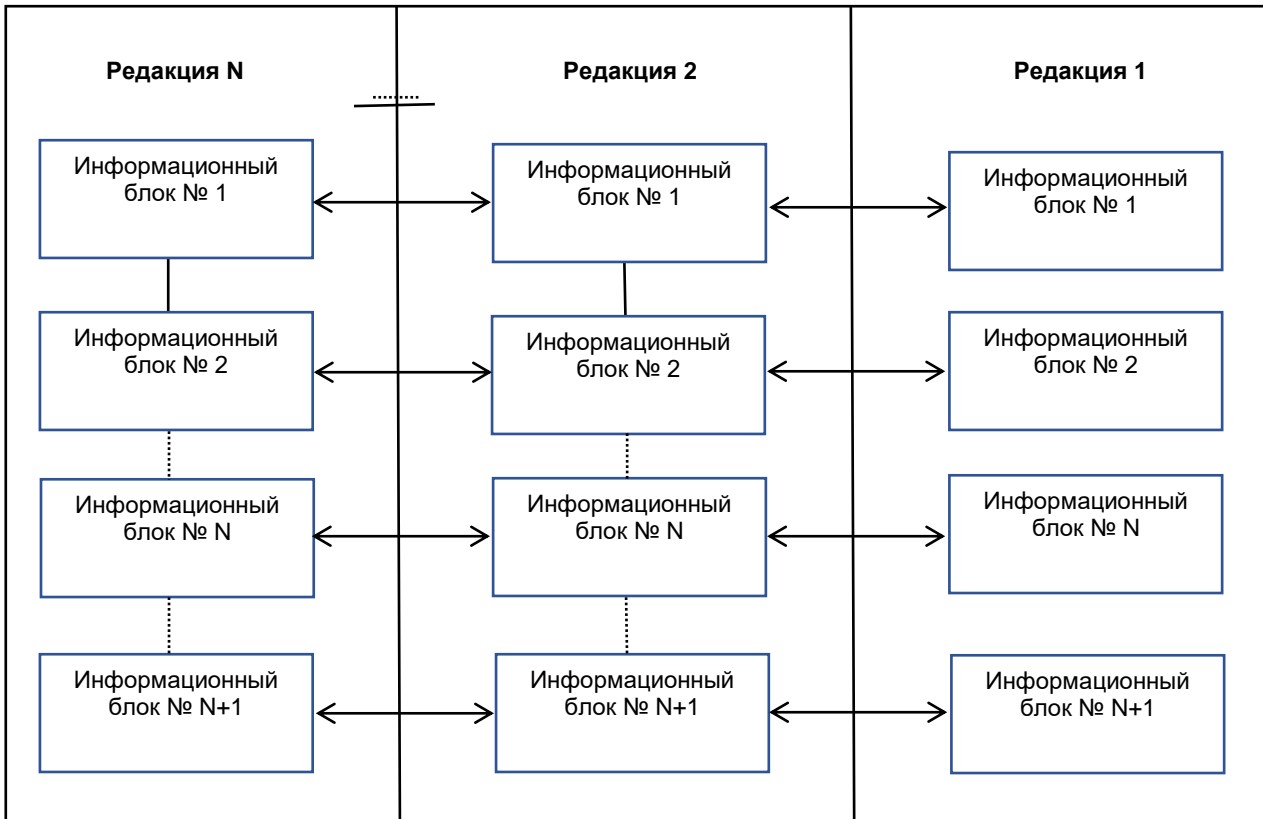 Редакция N
Редакция 2
Редакция 1
Информационный
блок № 1
Информационный
блок № 1
Информационный
блок № 1
Информационный
блок № 2
Информационный
блок № 2
Информационный
блок № 2
Информационный
блок № N
Информационный
блок № N
Информационный
блок № N
Информационный
блок № N+1
Информационный
блок № N+1
Информационный
блок № N+1